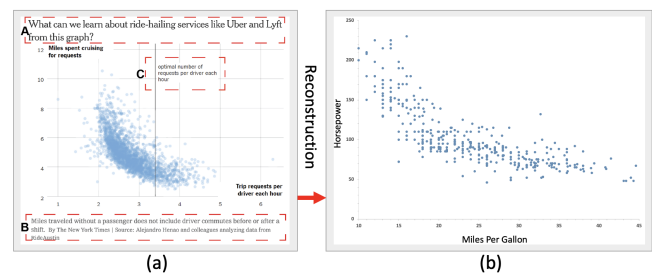 A
What can we learn about ride-hailing services like Uber and Lyft
from this graph?
Miles spent cruising
for requests
12
10
8
6
4
2
C
optimal number of
requests per driver each
hour
Trip requests per
driver each hour
1
2
3
4
5
6
B
Miles traveled without a passenger does not include driver commutes before or after a
shift. By The New York Times | Source: Alejandro Henao and colleagues analyzing data from
RideAustin
(a)
Reconstruction
Horsepower
250
200
150
100
50
0
10
15
20
25
30
35
40
45
Miles Per Gallon
(b)